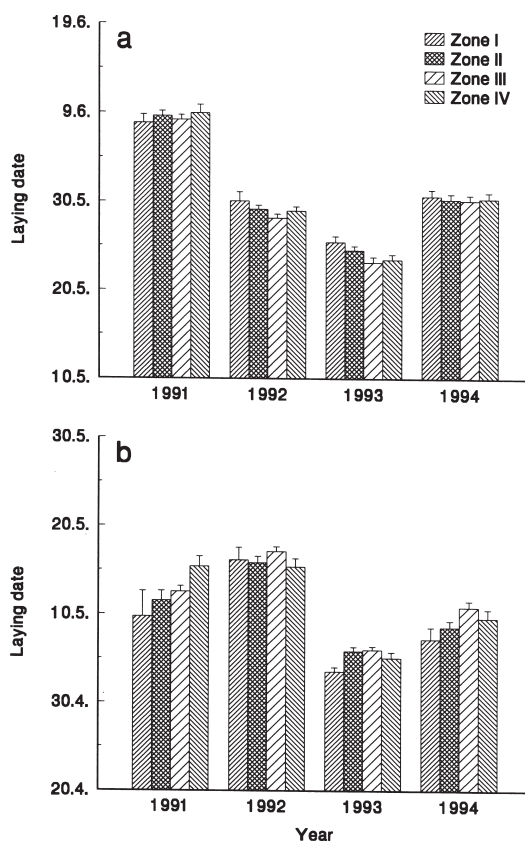 a
19.6.
9.6.
30.5.
20.5.
10.5.
Laying date
Zone I
Zone II
Zone III
Zone IV
1991 1992 1993 1994
b
30.5.
20.5.
10.5.
30.4.
20.4.
Laying date
1991 1992 1993 1994
Year